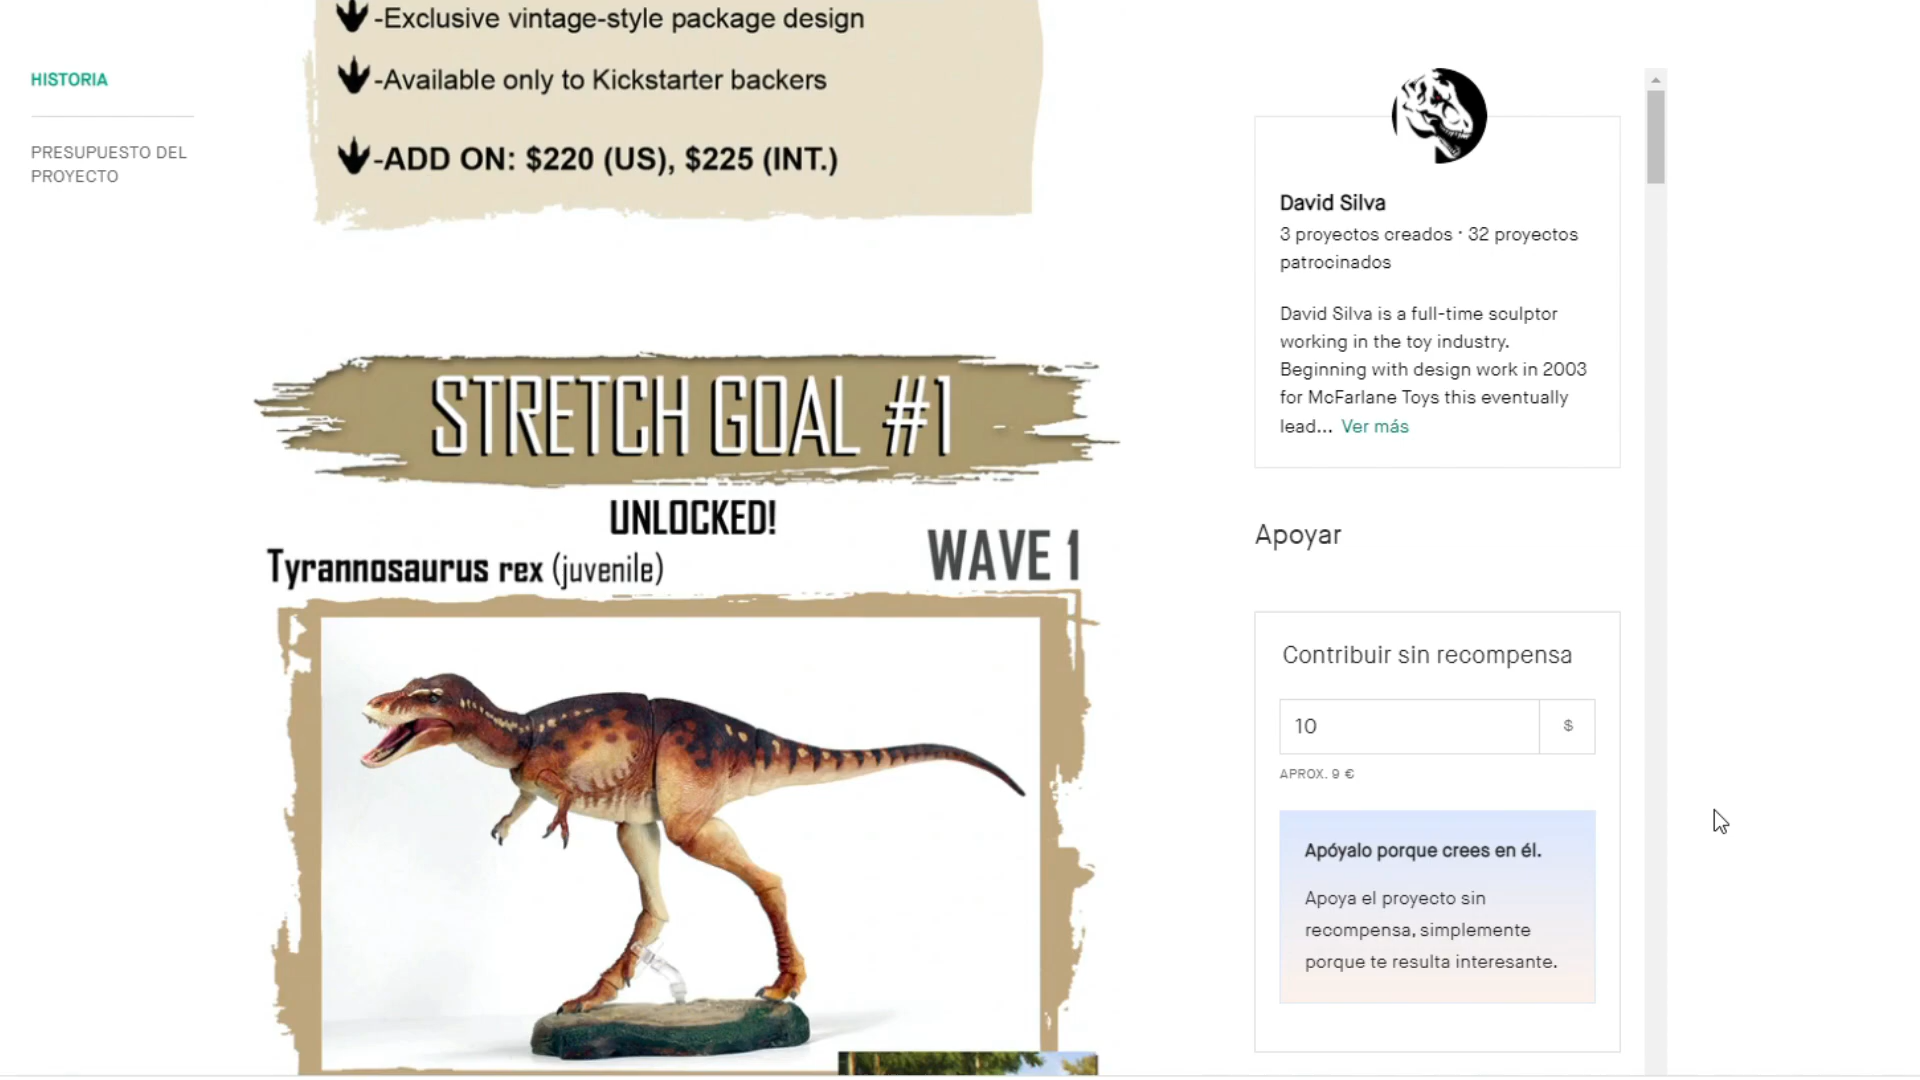 HISTORIA
PRESUPUESTO DEL
PROYECTO
-Exclusive vintage-style package design
-Available only to Kickstarter backers
-ADD ON: $220 (US), $225 (INT.)
STRETCH GOAL #1
UNLOCKED!
WAVE 1
Tyrannosaurus rex (juvenile)
David Silva
3 proyectos creados · 32 proyectos
patrocinados
David Silva is a full-time sculptor
working in the toy industry.
Beginning with design work in 2003
for McFarlane Toys this eventually
lead... Ver más
Apoyar
Contribuir sin recompensa
10 $
APROX. 9 €
Apóyalo porque crees en él.
Apoya el proyecto sin
recompensa, simplemente
porque te resulta interesante.